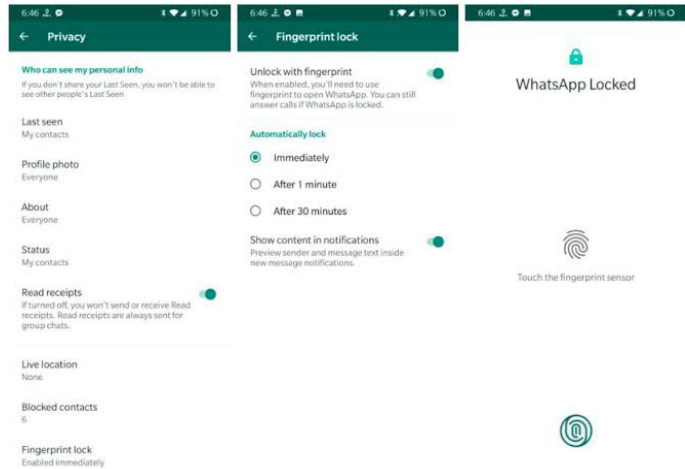 6:46 91%
Privacy
Who can see my personal info
If you don't share your Last Seen, you won't be able to
see other people's Last Seen
Last seen
My contacts
Profile photo
Everyone
About
Everyone
Status
My contacts
Read receipts
If turned off, you won't send or receive Read
receipts. Read receipts are always sent for
group chats.
Live location
None
Blocked contacts
6
Fingerprint lock
Enabled immediately
6:46 91%
Fingerprint lock
Unlock with fingerprint
When enabled, you'll need to use
fingerprint to open WhatsApp. You can still
answer calls if WhatsApp is locked.
Automatically lock
Immediately
After 1 minute
After 30 minutes
Show content in notifications
Preview sender and message text inside
new message notifications.
6:46 91%
WhatsApp Locked
Touch the fingerprint sensor